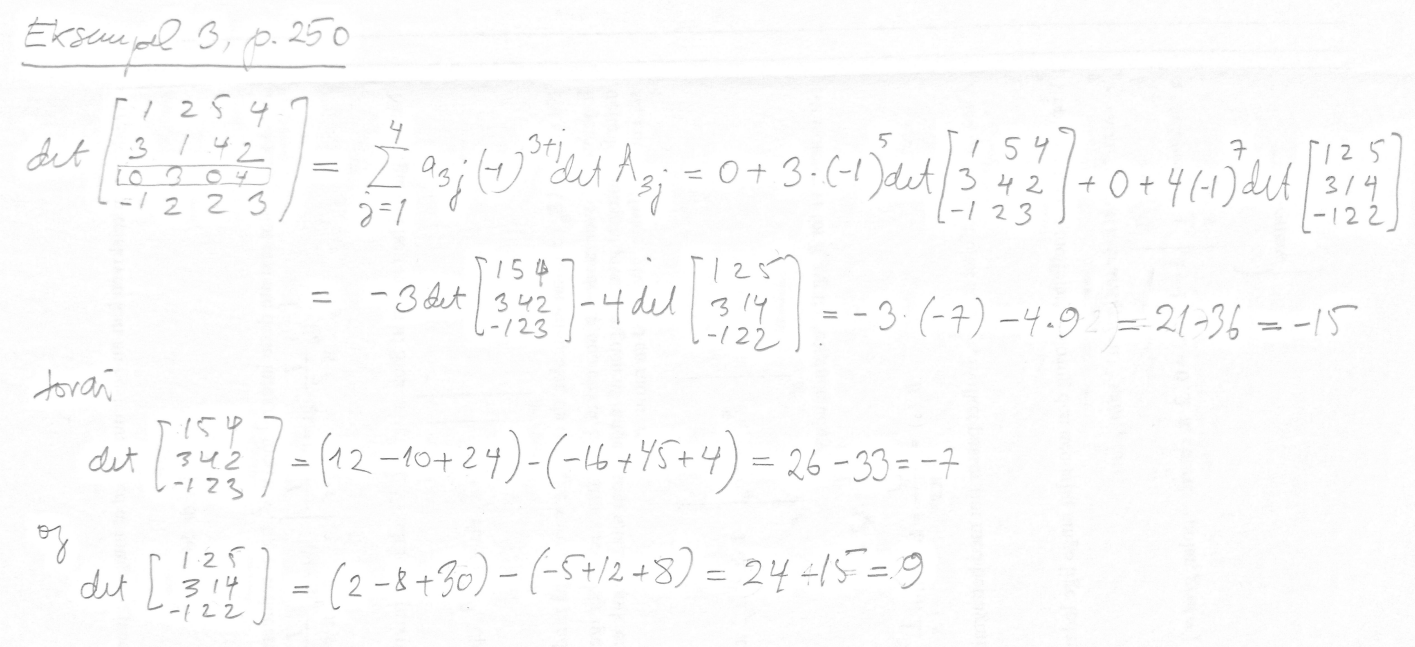 Eksempel 3, p. 250
det [1 2 5 4; 3 1 4 2; 0 3 0 4; -1 2 2 3] = ∑_{j=1}^{4} a_{3j} (-1)^{3+j} det A_{3j} = 0 + 3 · (-1)^5 det [1 5 4; 3 4 2; -1 2 3] + 0 + 4 (-1)^7 det [1 2 5; 3 1 4; -1 2 2]
= -3 det [1 5 4; 3 4 2; -1 2 3] - 4 det [1 2 5; 3 1 4; -1 2 2] = -3 · (-7) - 4 · 9 = 21 - 36 = -15
det [1 5 4; 3 4 2; -1 2 3] = (12 - 10 + 24) - (-16 + 45 + 4) = 26 - 33 = -7
og
det [1 2 5; 3 1 4; -1 2 2] = (2 - 8 + 30) - (-5 + 12 + 8) = 24 - 15 = 9